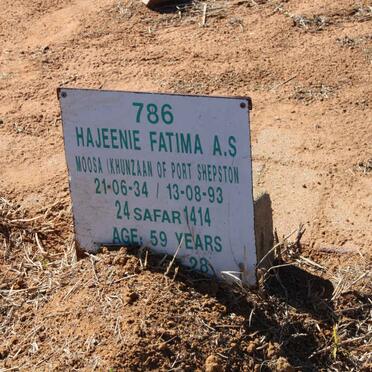 786
HAJEENIE FATIMA A.S
MOOSA (KHUNZAAN OF PORT SHEPSTON
21-06-34 / 13-08-93
24 SAFAR 1414
AGE: 59 YEARS
28